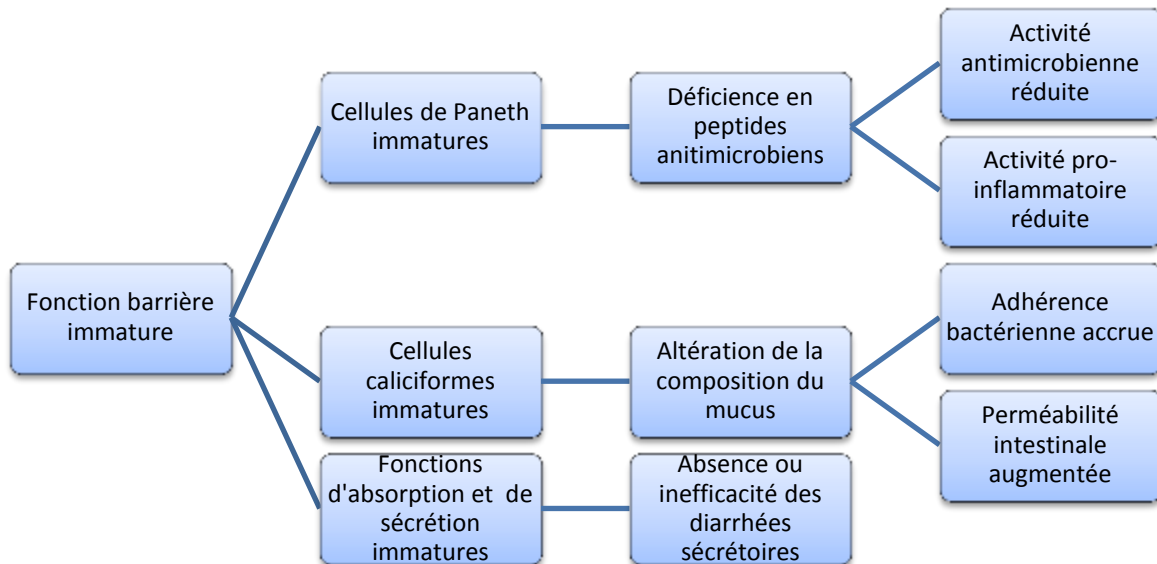 Fonction barrière
immature
Cellules de Paneth
immatures
Déficience en
peptides
anitimicrobiens
Activité
antimicrobienne
réduite
Activité pro-
inflammatoire
réduite
Cellules
caliciformes
immatures
Altération de la
composition du
mucus
Adhérence
bactérienne accrue
Perméabilité
intestinale
augmentée
Fonctions
d'absorption et de
sécrétion
immatures
Absence ou
inefficacité des
diarrhées
sécrétoires